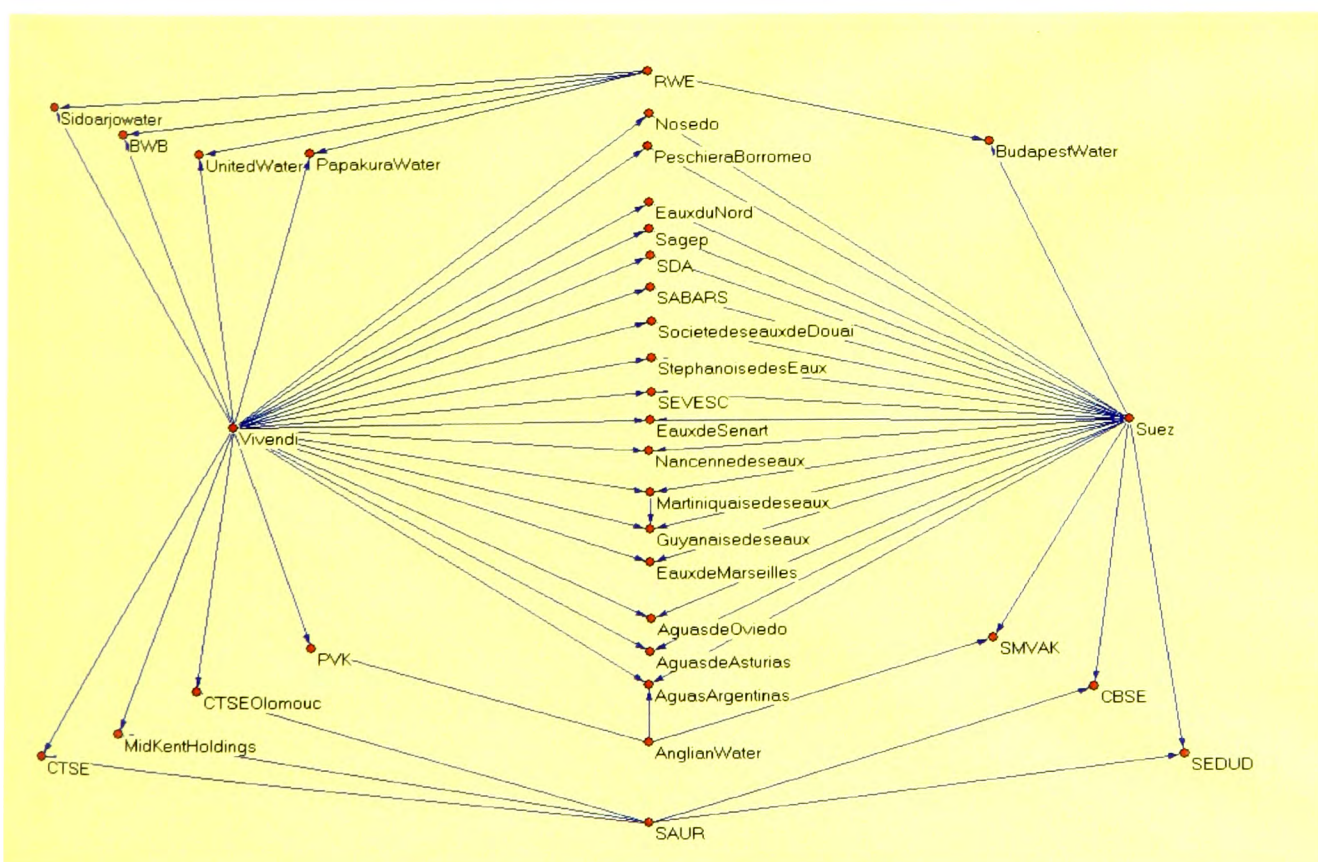 RWE
Sidoarjowater
Nosedo
BWB
BudapestWater
UnitedWater
PapakuraWater
PeschieraBorromeo
EauxduNord
Sagep
SDA
SABARS
SocietedeseauxdeDouai
StephanoisedesEaux
SEVESC
EauxdeSenart
Suez
Vivendi
Nancennedeseaux
Martiniquaisedeseaux
Guyanaisedeseaux
EauxdeMarseilles
AguasdeOviedo
SMVAK
PVK
AguasdeAsturias
AguasArgentinas
CBSE
CTSEOlomouc
MidKentHoldings
AnglianWater
SEDUD
CTSE
SAUR